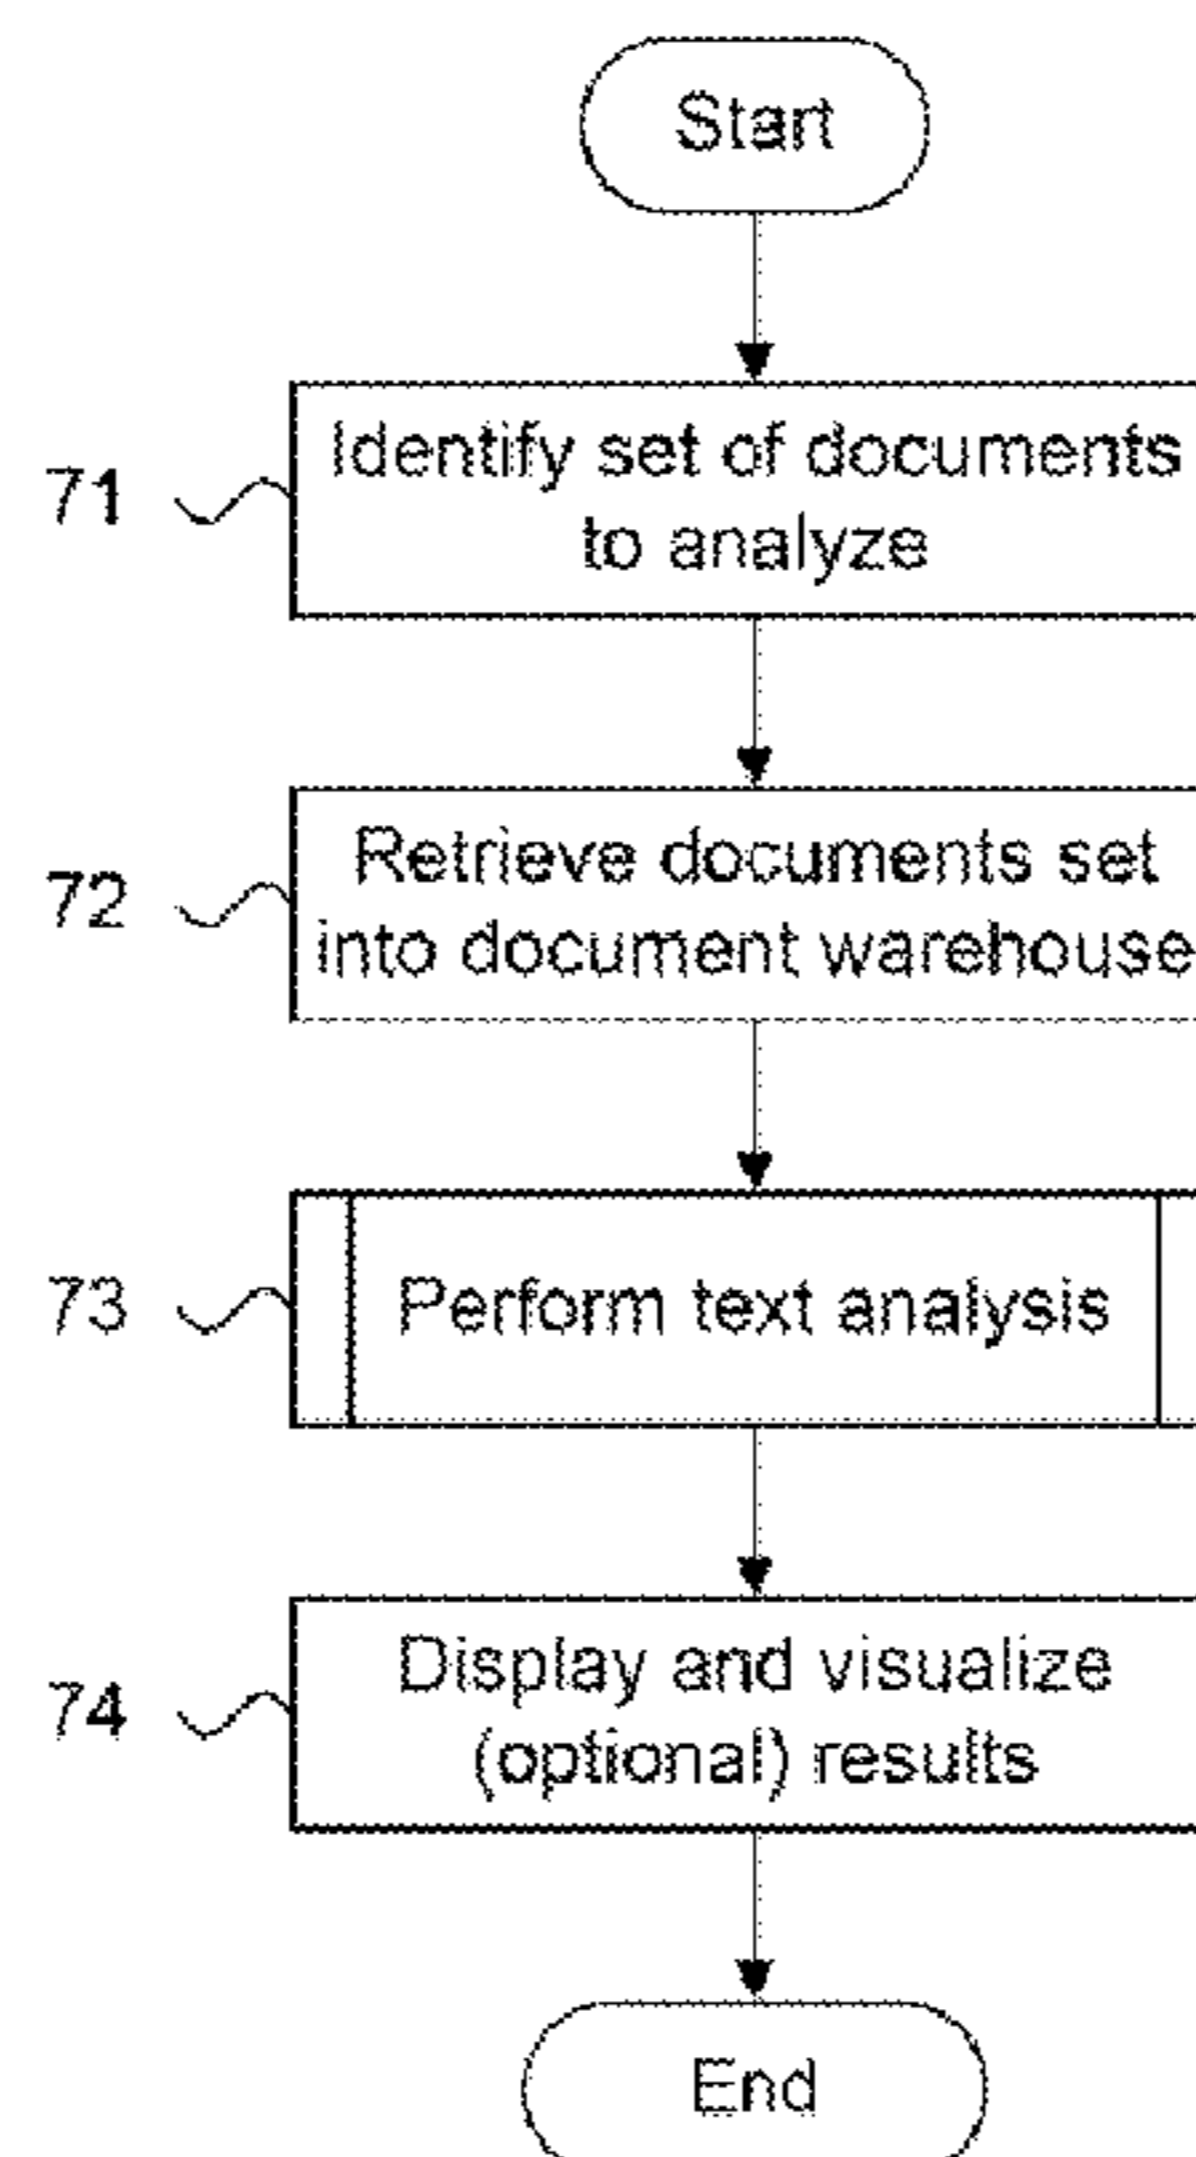 Start
71
Identify set of documents
to analyze
72
Retrieve documents set
into document warehouse
73
Perform text analysis
74
Display and visualize
(optional) results
End